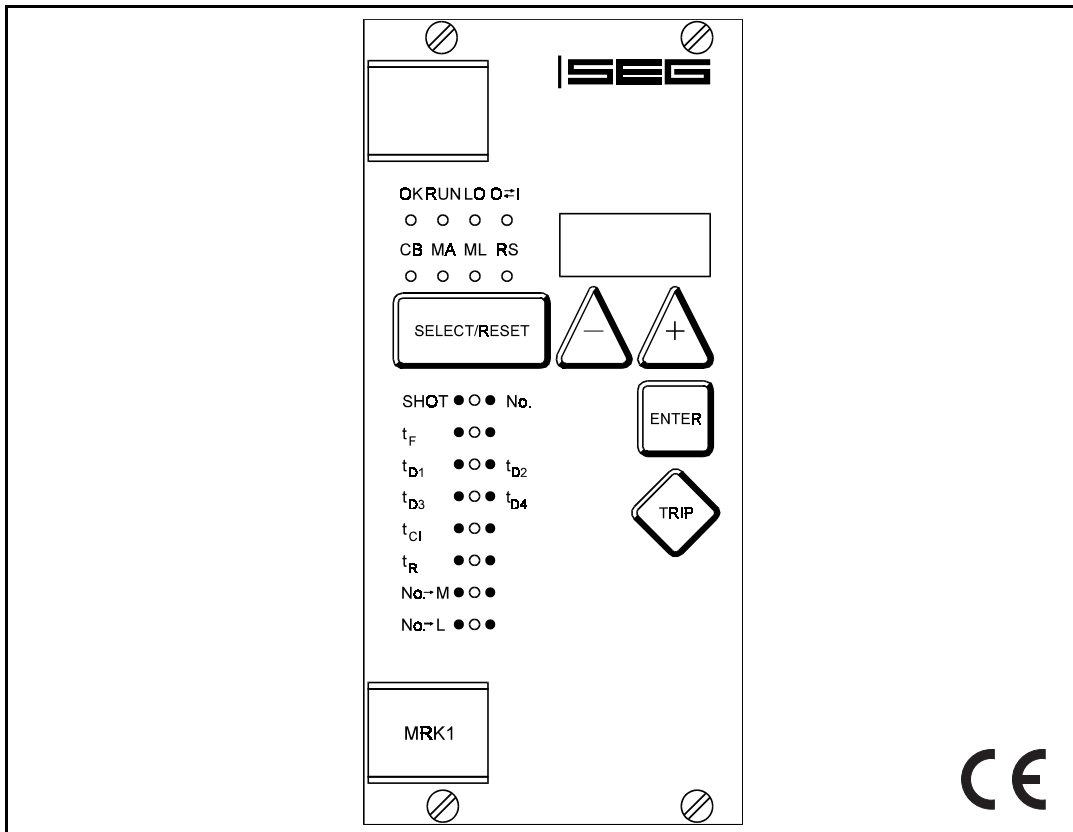 SEG
OK RUN LO O⇄I
CB MA ML RS
SELECT/RESET
−
+
SHOT No.
ENTER
tF
tD1 tD2
tD3 tD4
TRIP
tCI
tR
No.→M
No.→L
MRK1
CE